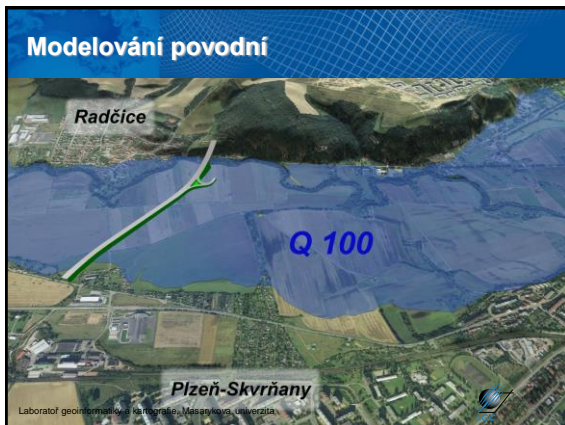 Modelování povodní
Radčice
Q 100
Plzeň-Skvrňany
Laboratoř geoinformatiky a kartografie, Masarykova univerzita